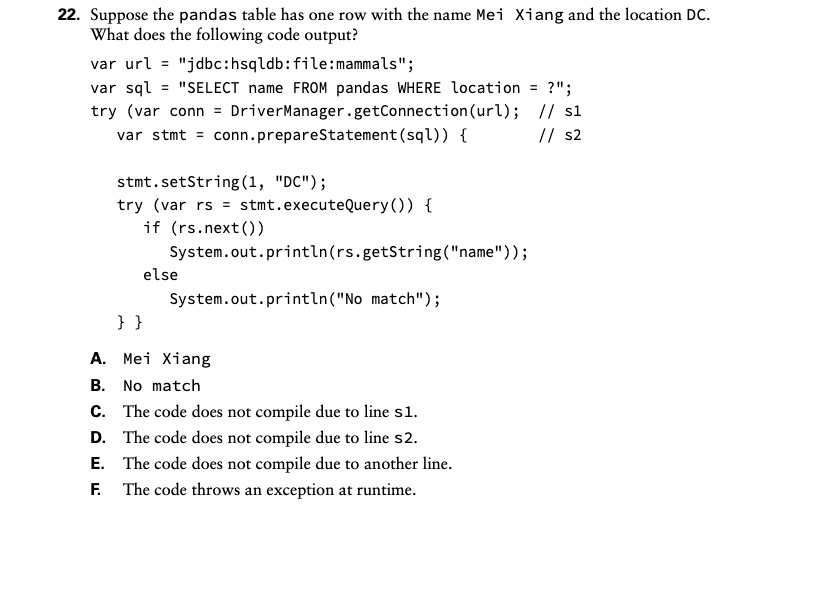 22. Suppose the pandas table has one row with the name Mei Xiang and the location DC.
What does the following code output?
var url = "jdbc:hsqldb:file:mammals";
var sql = "SELECT name FROM pandas WHERE location = ?";
try (var conn = DriverManager.getConnection(url); // s1
var stmt = conn.prepareStatement(sql)) { // s2
stmt.setString(1, "DC");
try (var rs = stmt.executeQuery()) {
if (rs.next())
System.out.println(rs.getString("name"));
else
System.out.println("No match");
} }
A. Mei Xiang
B. No match
C. The code does not compile due to line s1.
D. The code does not compile due to line s2.
E. The code does not compile due to another line.
F. The code throws an exception at runtime.